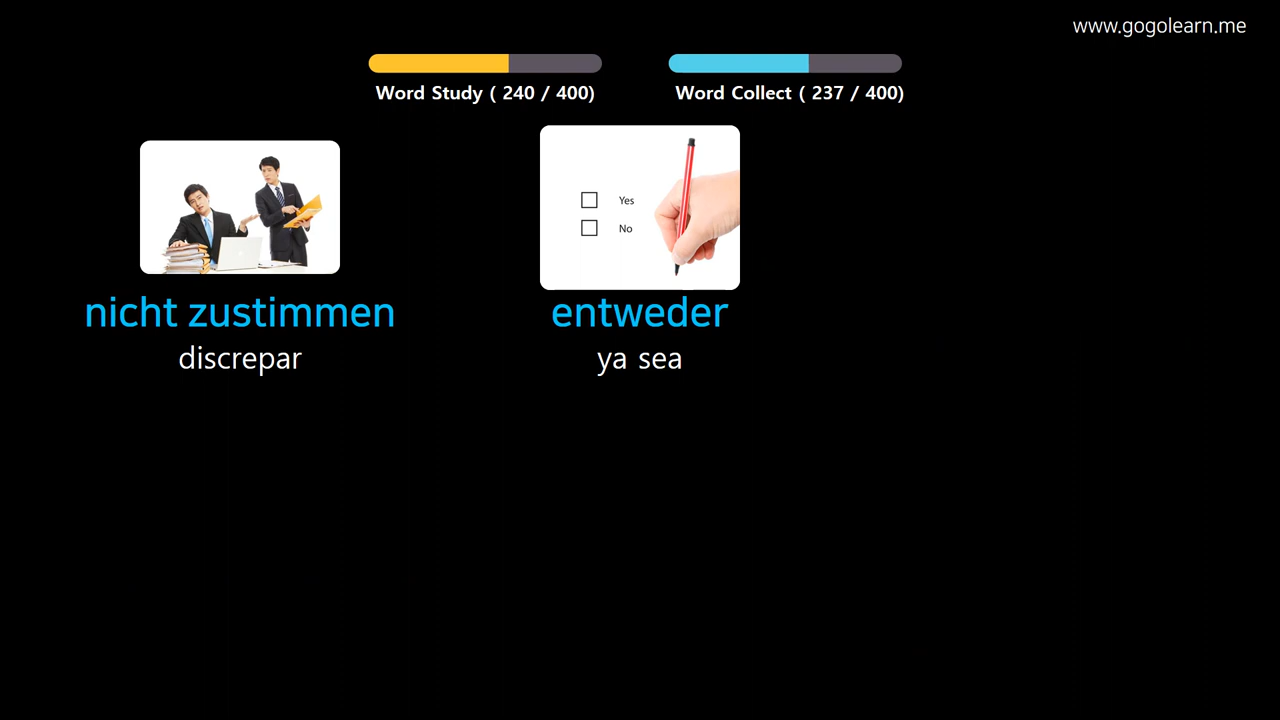 www.gogolearn.me
Word Study ( 240 / 400)
Word Collect ( 237 / 400)
Yes
No
nicht zustimmen
discrepar
entweder
ya sea